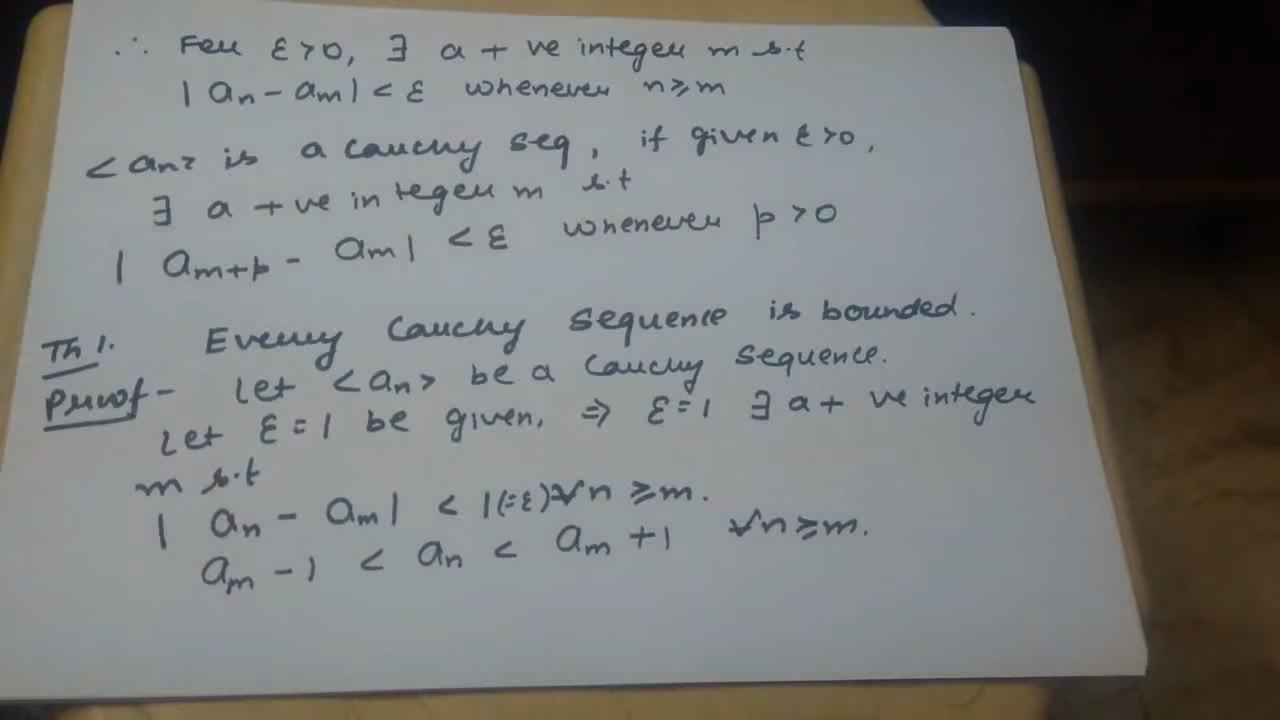 ∴ For ε>0, ∃ a +ve integer m s.t
|an - am| < ε whenever n≥m
<an> is a Cauchy seq, if given ε>0,
∃ a +ve integer m s.t
|am+p - am| < ε whenever p>0
Th 1. Every Cauchy sequence is bounded.
Proof- Let <an> be a Cauchy sequence.
Let ε=1 be given, ⇒ ε=1 ∃ a +ve integer
m s.t
|an - am| < 1(=ε) ∀n ≥m.
am -1 < an < am +1 ∀n≥m.